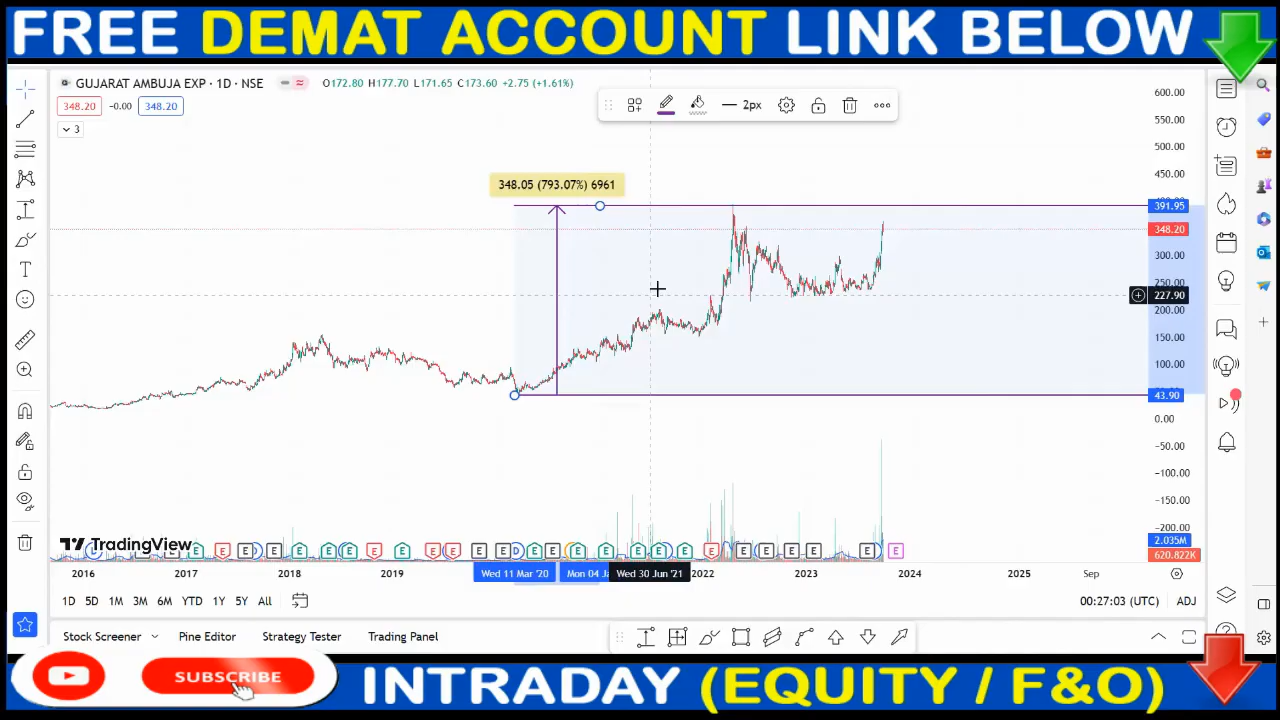 FREE DEMAT ACCOUNT LINK BELOW
GUJARAT AMBUJA EXP · 1D · NSE
O172.80 H177.70 L171.65 C173.60 +2.75 (+1.61%)
348.20 -0.00 348.20
3
2px
600.00
550.00
500.00
450.00
348.05 (793.07%) 6961
391.95
348.20
300.00
250.00
227.90
200.00
150.00
100.00
43.90
0.00
-50.00
-100.00
-150.00
-200.00
2.035M
620.822K
TradingView
2016 2017 2018 2019 Wed 11 Mar '20 Mon 04 Ja Wed 30 Jun '21 2022 2023 2024 2025 Sep
1D 5D 1M 3M 6M YTD 1Y 5Y All 00:27:03 (UTC) ADJ
Stock Screener Pine Editor Strategy Tester Trading Panel
SUBSCRIBE
INTRADAY (EQUITY / F&O)